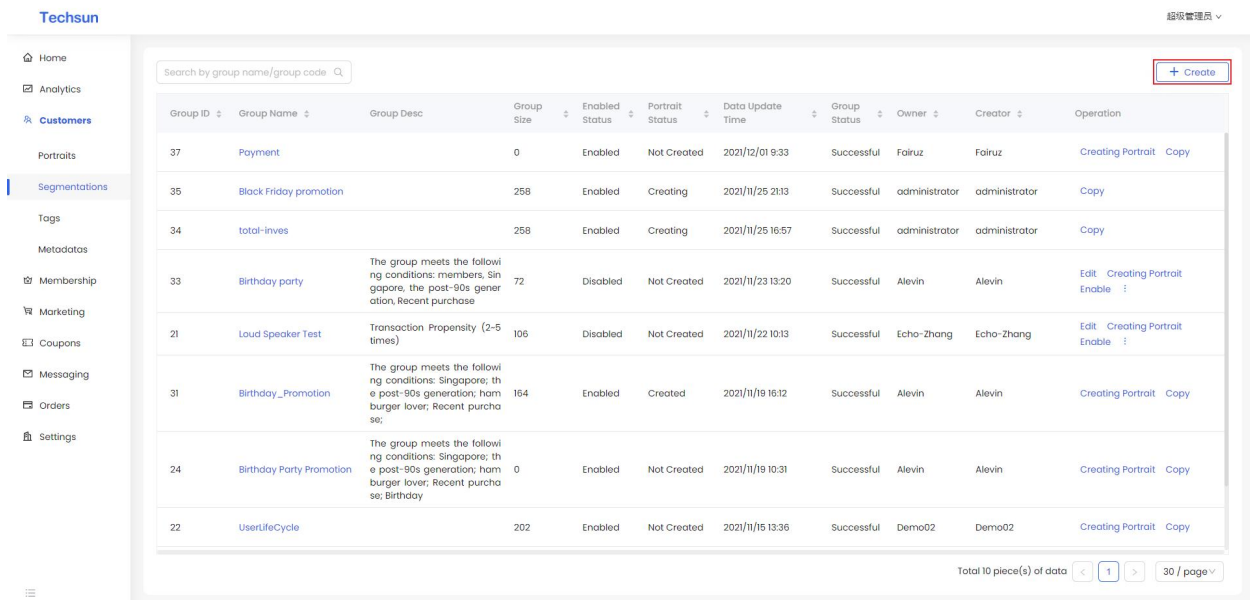 Techsun
超级管理员
Home
Analytics
Customers
Portraits
Segmentations
Tags
Metadatas
Membership
Marketing
Coupons
Messaging
Orders
Settings
Search by group name/group code
+ Create
Group ID Group Name Group Desc Group Size Enabled Status Portrait Status Data Update Time Group Status Owner Creator Operation
37 Payment 0 Enabled Not Created 2021/12/01 9:33 Successful Fairuz Fairuz Creating Portrait Copy
35 Black Friday promotion 258 Enabled Creating 2021/11/25 21:13 Successful administrator administrator Copy
34 total-inves 258 Enabled Creating 2021/11/25 16:57 Successful administrator administrator Copy
The group meets the followi
ng conditions: members, Sin
gapore, the post-90s gener
ation, Recent purchase
33 Birthday party 72 Disabled Not Created 2021/11/23 13:20 Successful Alevin Alevin Edit Creating Portrait
Enable
Transaction Propensity (2-5
times)
21 Loud Speaker Test 106 Disabled Not Created 2021/11/22 10:13 Successful Echo-Zhang Echo-Zhang Edit Creating Portrait
Enable
The group meets the followi
ng conditions: Singapore; th
e post-90s generation; ham
burger lover; Recent purcha
se;
31 Birthday_Promotion 164 Enabled Created 2021/11/19 16:12 Successful Alevin Alevin Creating Portrait Copy
The group meets the followi
ng conditions: Singapore; th
e post-90s generation; ham
burger lover; Recent purcha
se; Birthday
24 Birthday Party Promotion 0 Enabled Not Created 2021/11/19 10:31 Successful Alevin Alevin Creating Portrait Copy
22 UserLifeCycle 202 Enabled Not Created 2021/11/15 13:36 Successful Demo02 Demo02 Creating Portrait Copy
Total 10 piece(s) of data < 1 > 30 / page